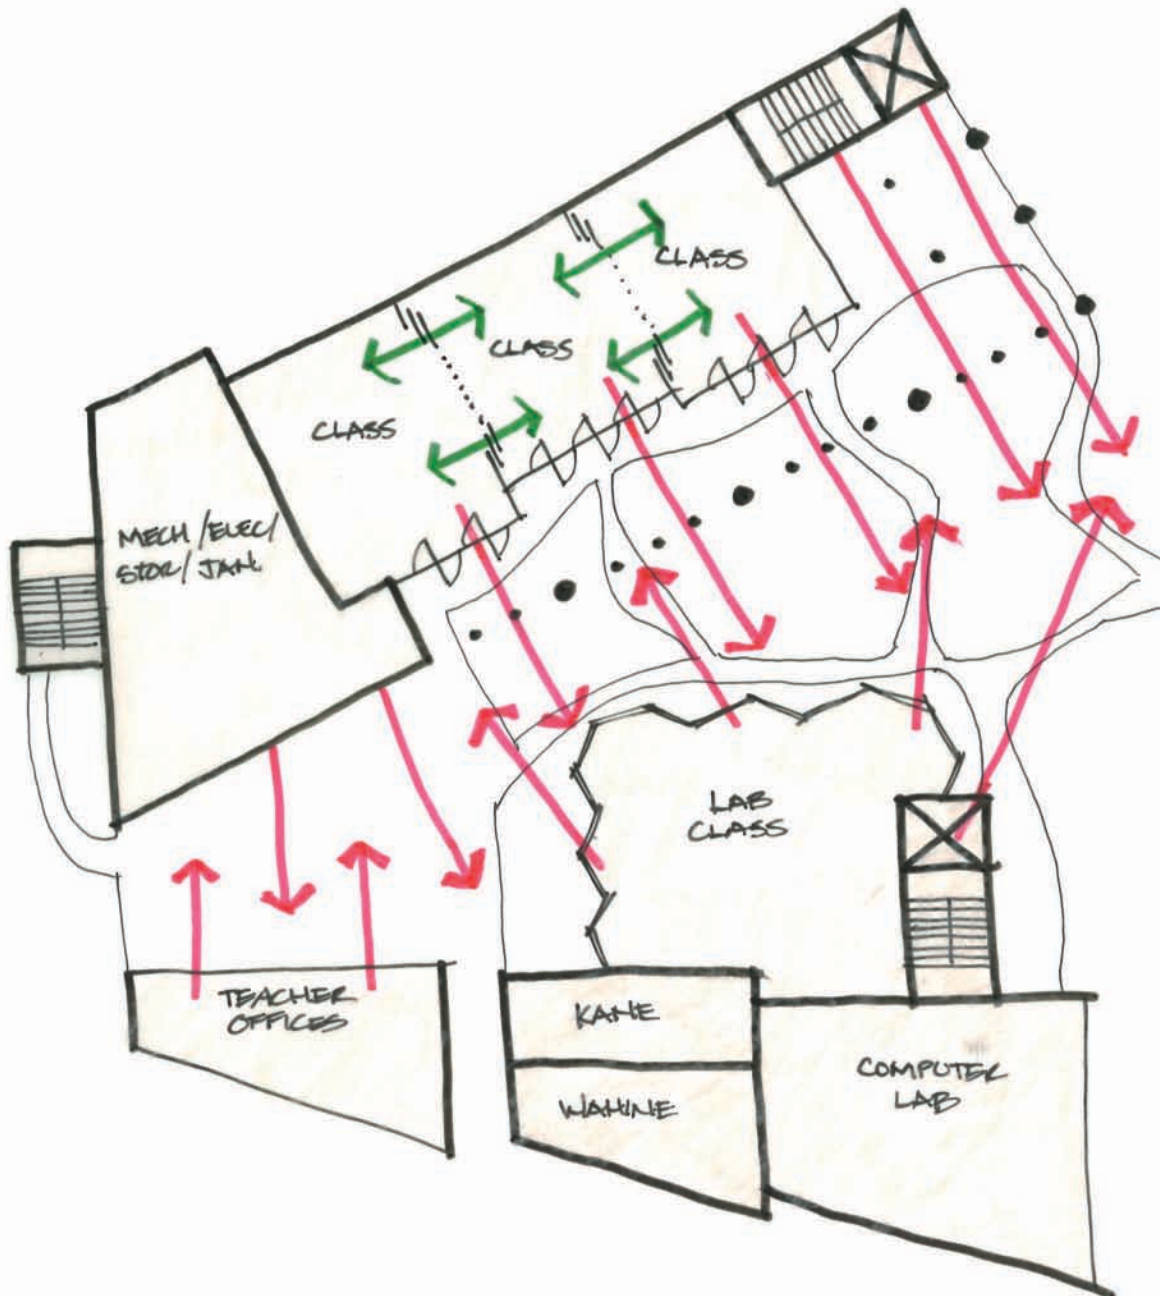 CLASS
CLASS
CLASS
MECH/ELEC/
STOR/JAN.
LAB
CLASS
TEACHER
OFFICES
KANE
WAHINE
COMPUTER
LAB